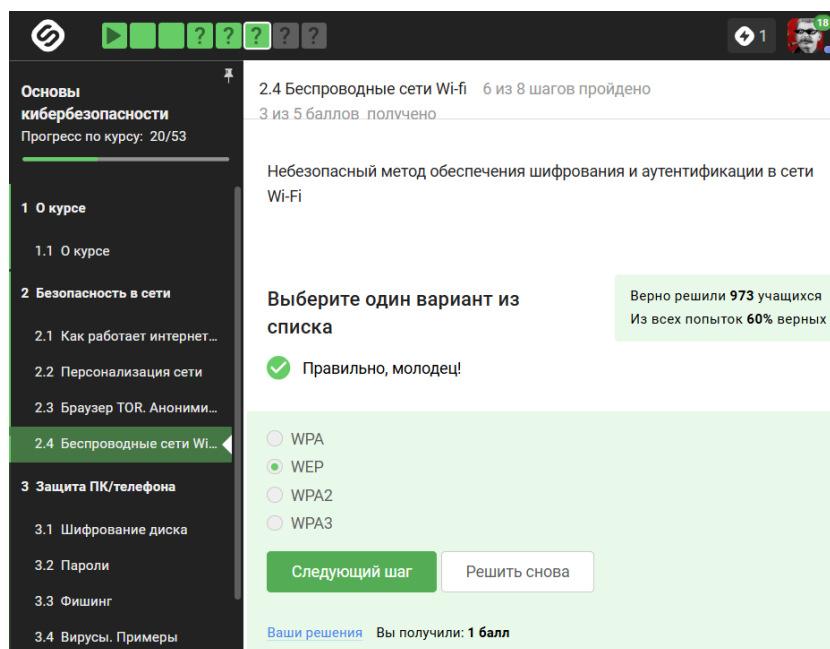 ? ? ? ? ?
1
18
Основы
кибербезопасности
Прогресс по курсу: 20/53
1 О курсе
1.1 О курсе
2 Безопасность в сети
2.1 Как работает интернет...
2.2 Персонализация сети
2.3 Браузер TOR. Аноними...
2.4 Беспроводные сети Wi...
3 Защита ПК/телефона
3.1 Шифрование диска
3.2 Пароли
3.3 Фишинг
3.4 Вирусы. Примеры
2.4 Беспроводные сети Wi-fi 6 из 8 шагов пройдено
3 из 5 баллов получено
Небезопасный метод обеспечения шифрования и аутентификации в сети
Wi-Fi
Выберите один вариант из
списка
Верно решили 973 учащихся
Из всех попыток 60% верных
Правильно, молодец!
WPA
WEP
WPA2
WPA3
Следующий шаг
Решить снова
Ваши решения Вы получили: 1 балл